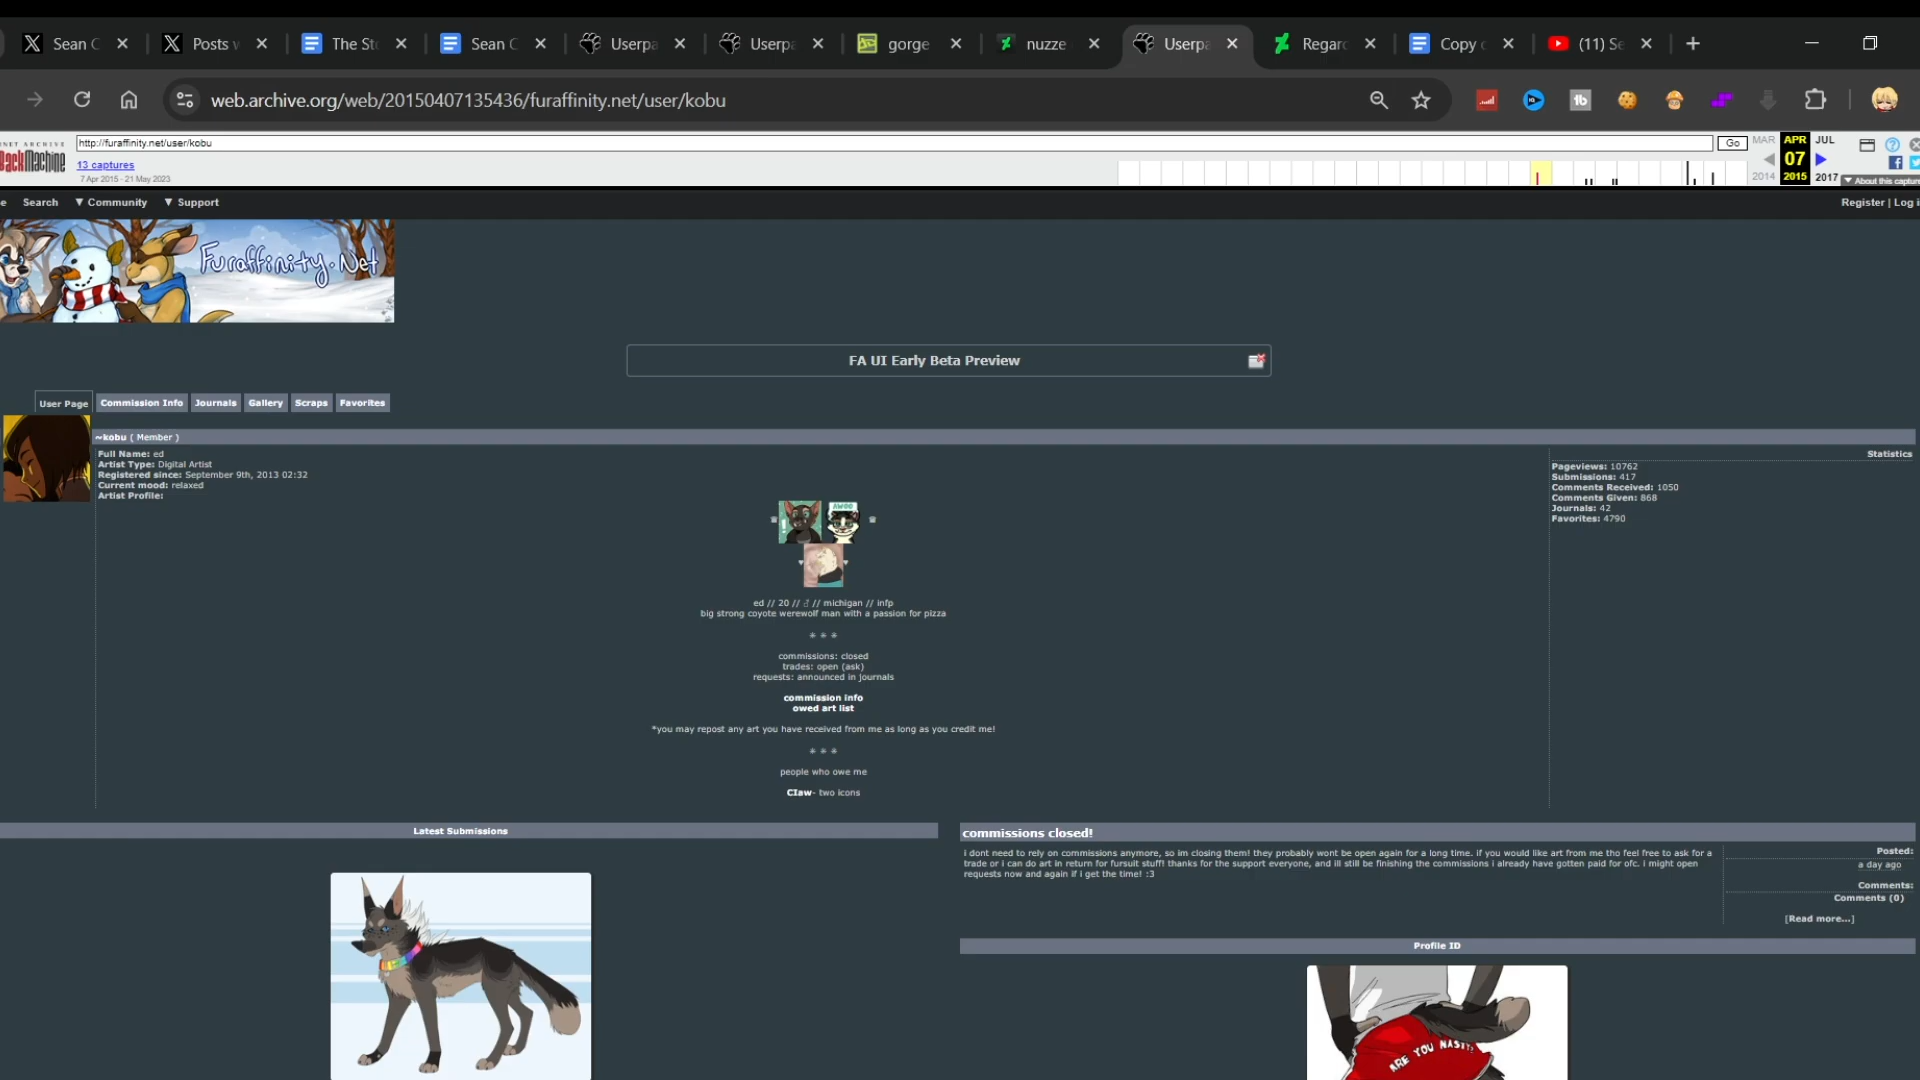 Sean C
Posts w
The Sto
Sean C
Userpa
Userpa
gorge
nuzze
Userpa
Regard
Copy o
(11) Se
web.archive.org/web/20150407135436/furaffinity.net/user/kobu
http://furaffinity.net/user/kobu
Go
MAR
APR
JUL
BackMachine
13 captures
07
7 Apr 2015 - 21 May 2023
2014
2015
2017
About this capture
Search
Community
Support
Register | Log i
Furaffinity.Net
FA UI Early Beta Preview
User Page
Commission Info
Journals
Gallery
Scraps
Favorites
~kobu ( Member )
Full Name: ed
Artist Type: Digital Artist
Registered since: September 9th, 2013 02:32
Current mood: relaxed
Artist Profile:
Statistics
Pageviews: 10762
Submissions: 417
Comments Received: 1050
Comments Given: 868
Journals: 42
Favorites: 4790
AWOO
ed // 20 // ♂ // michigan // infp
big strong coyote werewolf man with a passion for pizza
* * *
commissions: closed
trades: open (ask)
requests: announced in journals
commission info
owed art list
*you may repost any art you have received from me as long as you credit me!
* * *
people who owe me
CIaw- two icons
Latest Submissions
commissions closed!
i dont need to rely on commissions anymore, so im closing them! they probably wont be open again for a long time. if you would like art from me tho feel free to ask for a
trade or i can do art in return for fursuit stuff! thanks for the support everyone, and ill still be finishing the commissions i already have gotten paid for ofc. i might open
requests now and again if i get the time! :3
Posted:
a day ago
Comments:
Comments (0)
[Read more...]
Profile ID
ARE YOU NASTY?